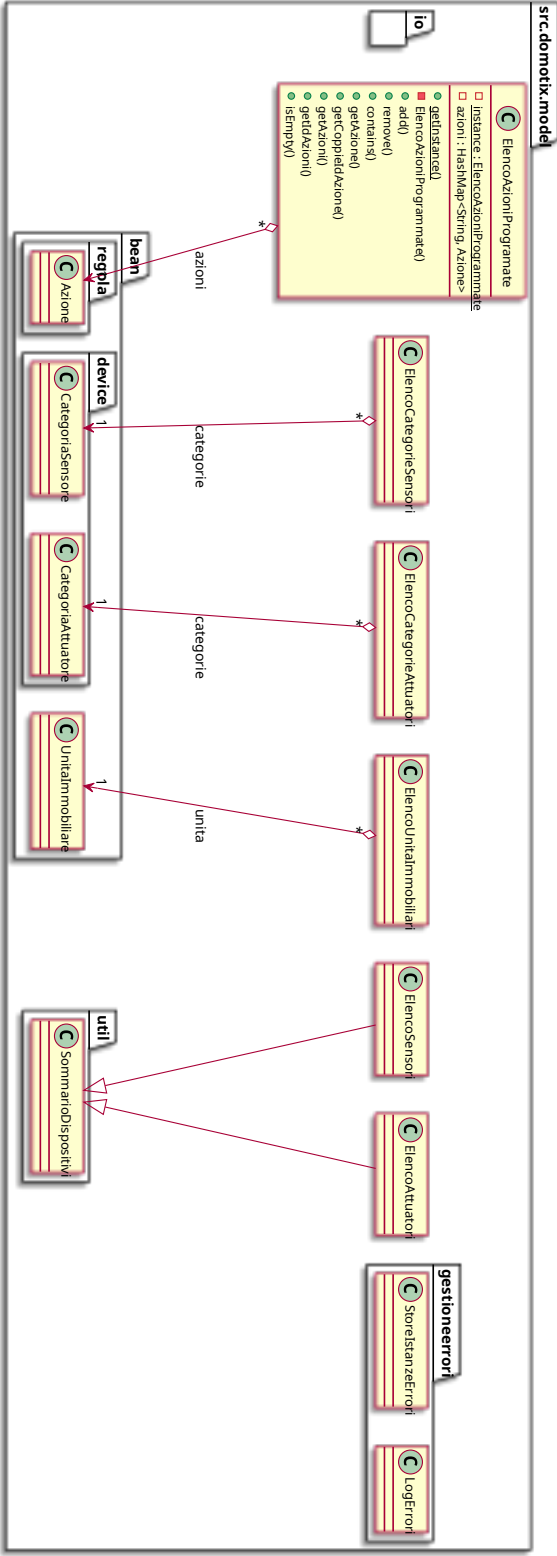 src.domotix.model
io
C ElencoAzioniProgramate
instance : ElencoAzioniProgrammate
azioni : HashMap<String, Azione>
getInstance()
ElencoAzioniProgrammate()
add()
remove()
contains()
getAzione()
getCoppieIdAzione()
getAzioni()
getIdAzioni()
isEmpty()
C ElencoCategorieSensori
C ElencoCategorieAttuatori
C ElencoUnitaImmobiliari
C ElencoSensori
C ElencoAttuatori
gestioneerrori
C StoreIstanzeErrori
C LogErrori
*
azioni
*
categorie
1
*
categorie
1
*
unita
1
bean
regola
C Azione
device
C CategoriaSensore
C CategoriaAttuatore
C UnitaImmobiliare
util
C SommarioDispositivi